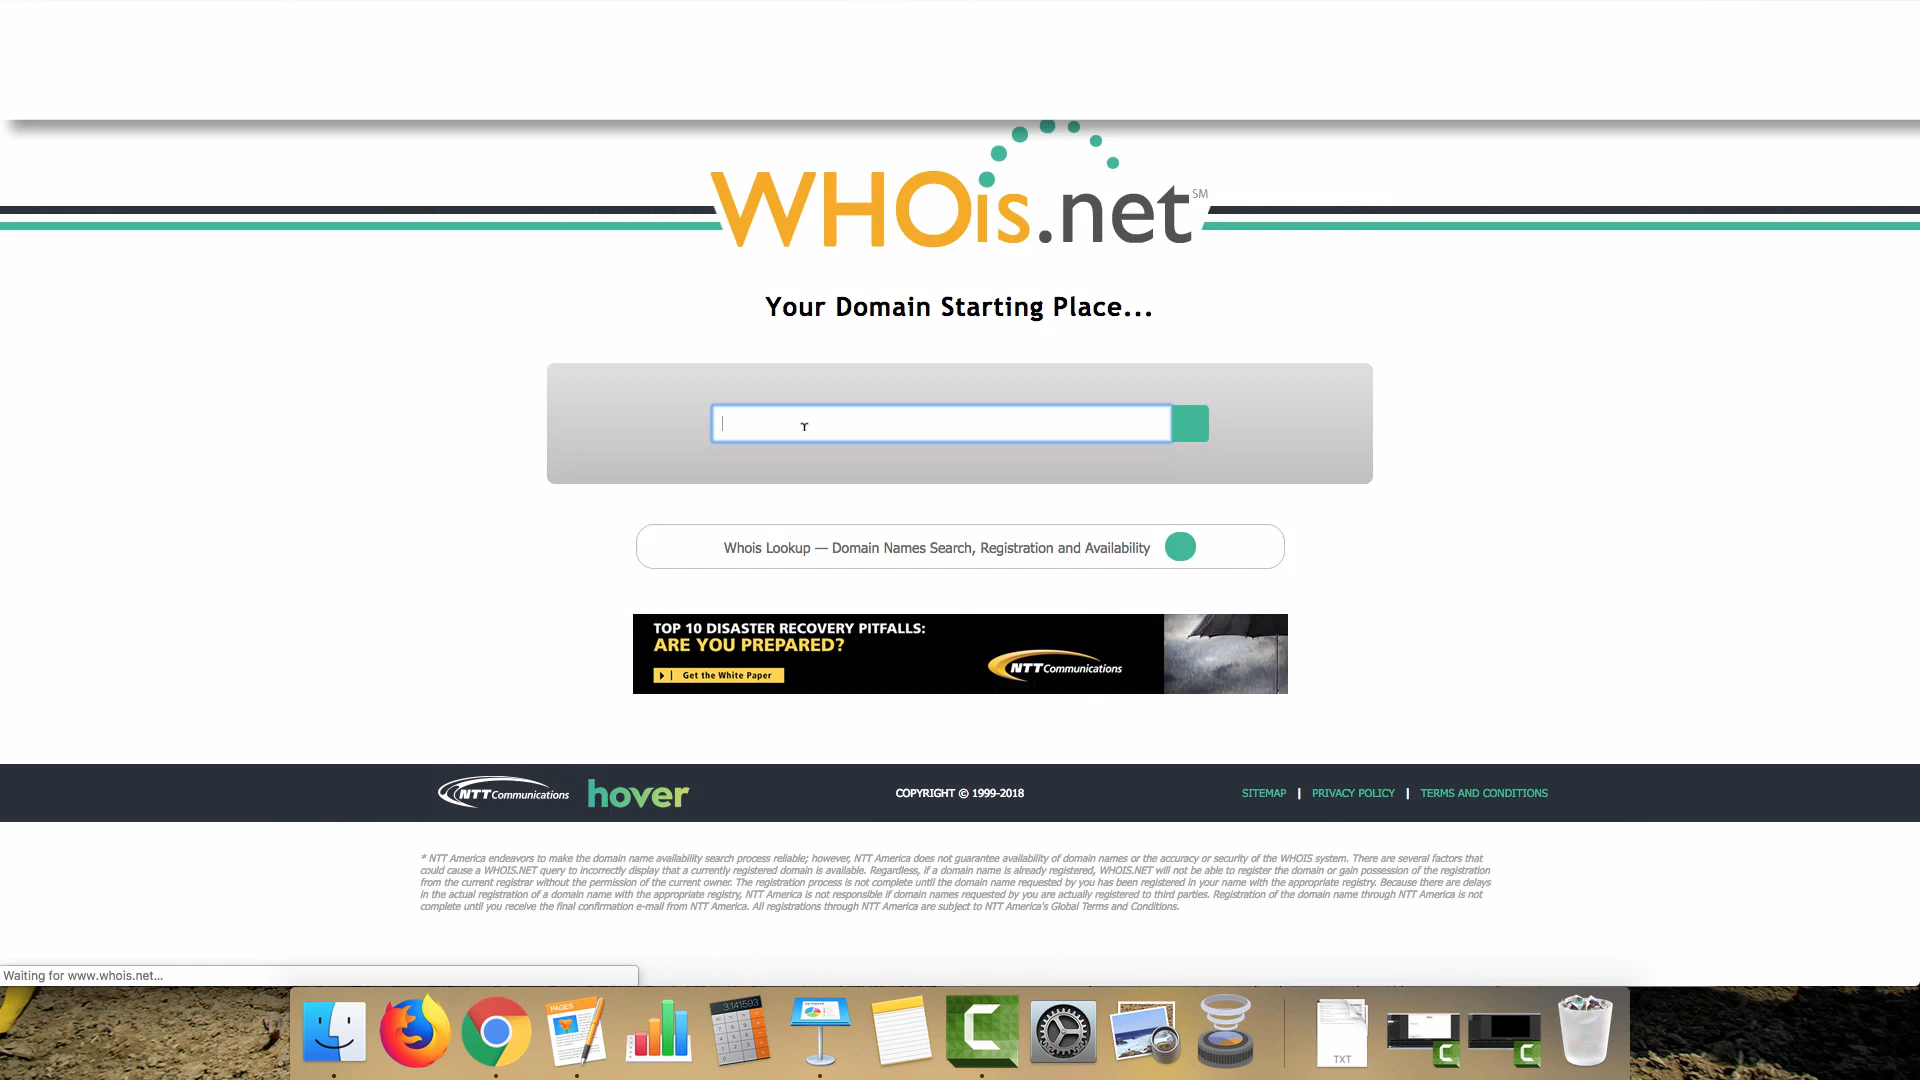 WHOis.net SM
Your Domain Starting Place...
Whois Lookup — Domain Names Search, Registration and Availability
TOP 10 DISASTER RECOVERY PITFALLS:
ARE YOU PREPARED?
Get the White Paper
NTT Communications
NTT Communications
hover
COPYRIGHT © 1999-2018
SITEMAP | PRIVACY POLICY | TERMS AND CONDITIONS
* NTT America endeavors to make the domain name availability search process reliable; however, NTT America does not guarantee availability of domain names or the accuracy or security of the WHOIS system. There are several factors that
could cause a WHOIS.NET query to incorrectly display that a currently registered domain is available. Regardless, if a domain name is already registered, WHOIS.NET will not be able to register the domain or gain possession of the registration
from the current registrar without the permission of the current owner. The registration process is not complete until the domain name requested by you has been registered in your name with the appropriate registry. Because there are delays
in the actual registration of a domain name with the appropriate registry, NTT America is not responsible if domain names requested by you are actually registered to third parties. Registration of the domain name through NTT America is not
complete until you receive the final confirmation e-mail from NTT America. All registrations through NTT America are subject to NTT America's Global Terms and Conditions.
Waiting for www.whois.net...
PAGES
3.141593
TXT